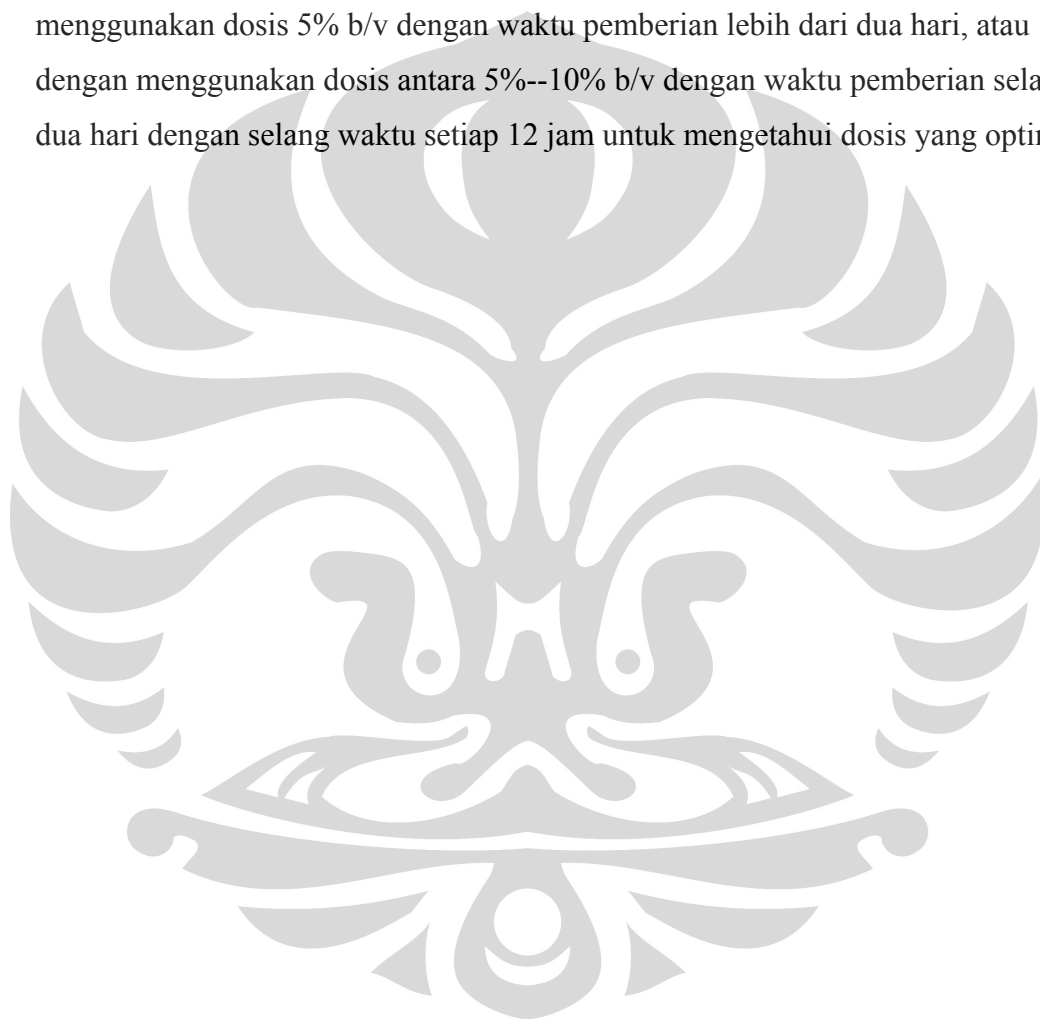 menggunakan dosis 5% b/v dengan waktu pemberian lebih dari dua hari, atau
dengan menggunakan dosis antara 5%--10% b/v dengan waktu pemberian sela
dua hari dengan selang waktu setiap 12 jam untuk mengetahui dosis yang optin